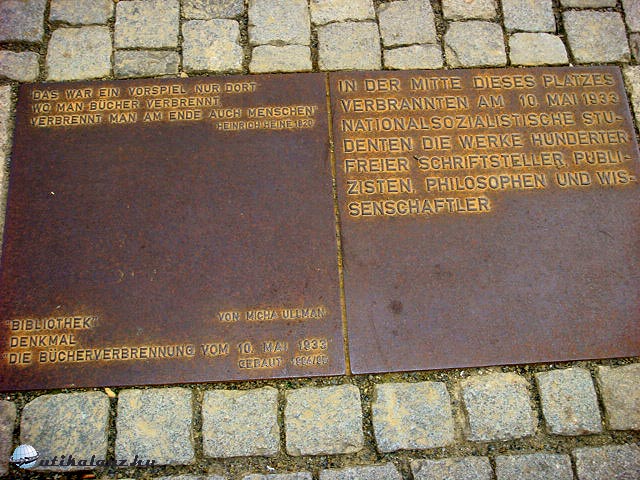 DAS WAR EIN VORSPIEL NUR DORT
WO MAN BÜCHER VERBRENNT
VERBRENNT MAN AM ENDE AUCH MENSCHEN"
HEINRICH HEINE 1820
"BIBLIOTHEK"
VON MICHA ULLMAN
DENKMAL
DIE BÜCHERVERBRENNUNG VOM 10. MAI 1933
GEBAUT
IN DER MITTE DIESES PLATZES
VERBRANNTEN AM 10. MAI 1933
NATIONALSOZIALISTISCHE STU-
DENTEN DIE WERKE HUNDERTER
FREIER SCHRIFTSTELLER, PUBLI-
ZISTEN, PHILOSOPHEN UND WIS-
SENSCHAFTLER
utihalasz.hu